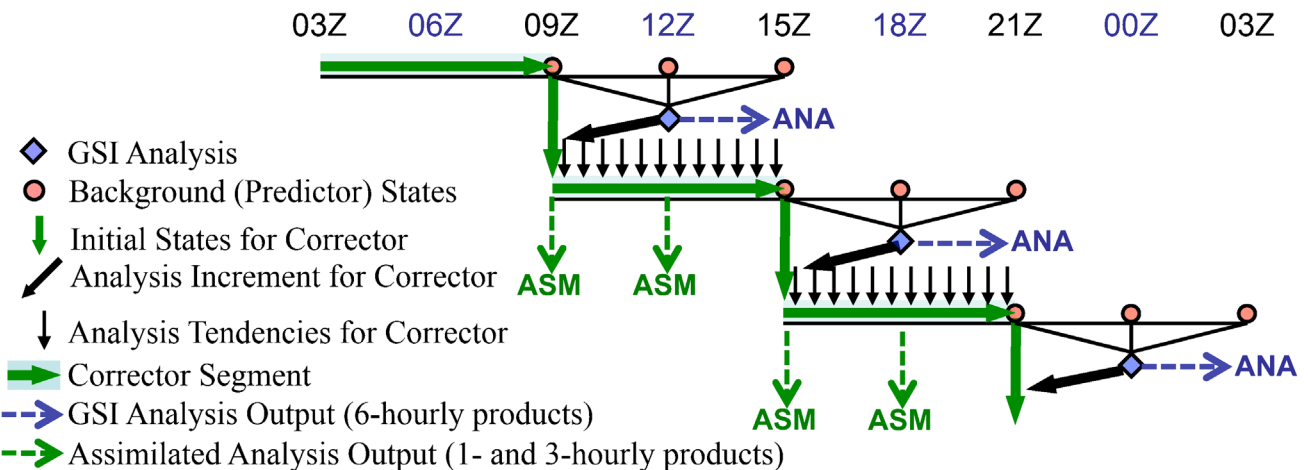 03Z 06Z 09Z 12Z 15Z 18Z 21Z 00Z 03Z
ANA
GSI Analysis
Background (Predictor) States
Initial States for Corrector
ANA
Analysis Increment for Corrector
ASM ASM
Analysis Tendencies for Corrector
Corrector Segment
ANA
GSI Analysis Output (6-hourly products)
ASM ASM
Assimilated Analysis Output (1- and 3-hourly products)